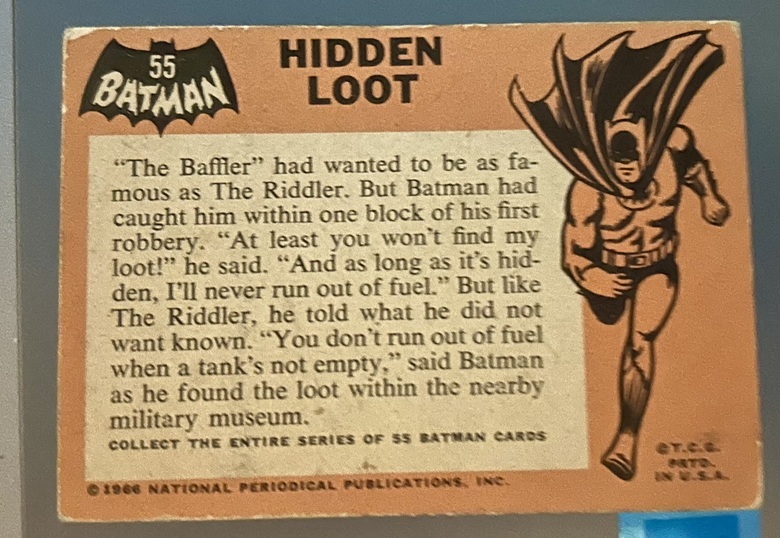 55
BATMAN
HIDDEN
LOOT
“The Baffler” had wanted to be as fa-
mous as The Riddler. But Batman had
caught him within one block of his first
robbery. “At least you won’t find my
loot!” he said. “And as long as it’s hid-
den, I’ll never run out of fuel.” But like
The Riddler, he told what he did not
want known. “You don’t run out of fuel
when a tank’s not empty,” said Batman
as he found the loot within the nearby
military museum.
COLLECT THE ENTIRE SERIES OF 55 BATMAN CARDS
©1966 NATIONAL PERIODICAL PUBLICATIONS, INC.
©T.C.G.
PRTD.
IN U.S.A.